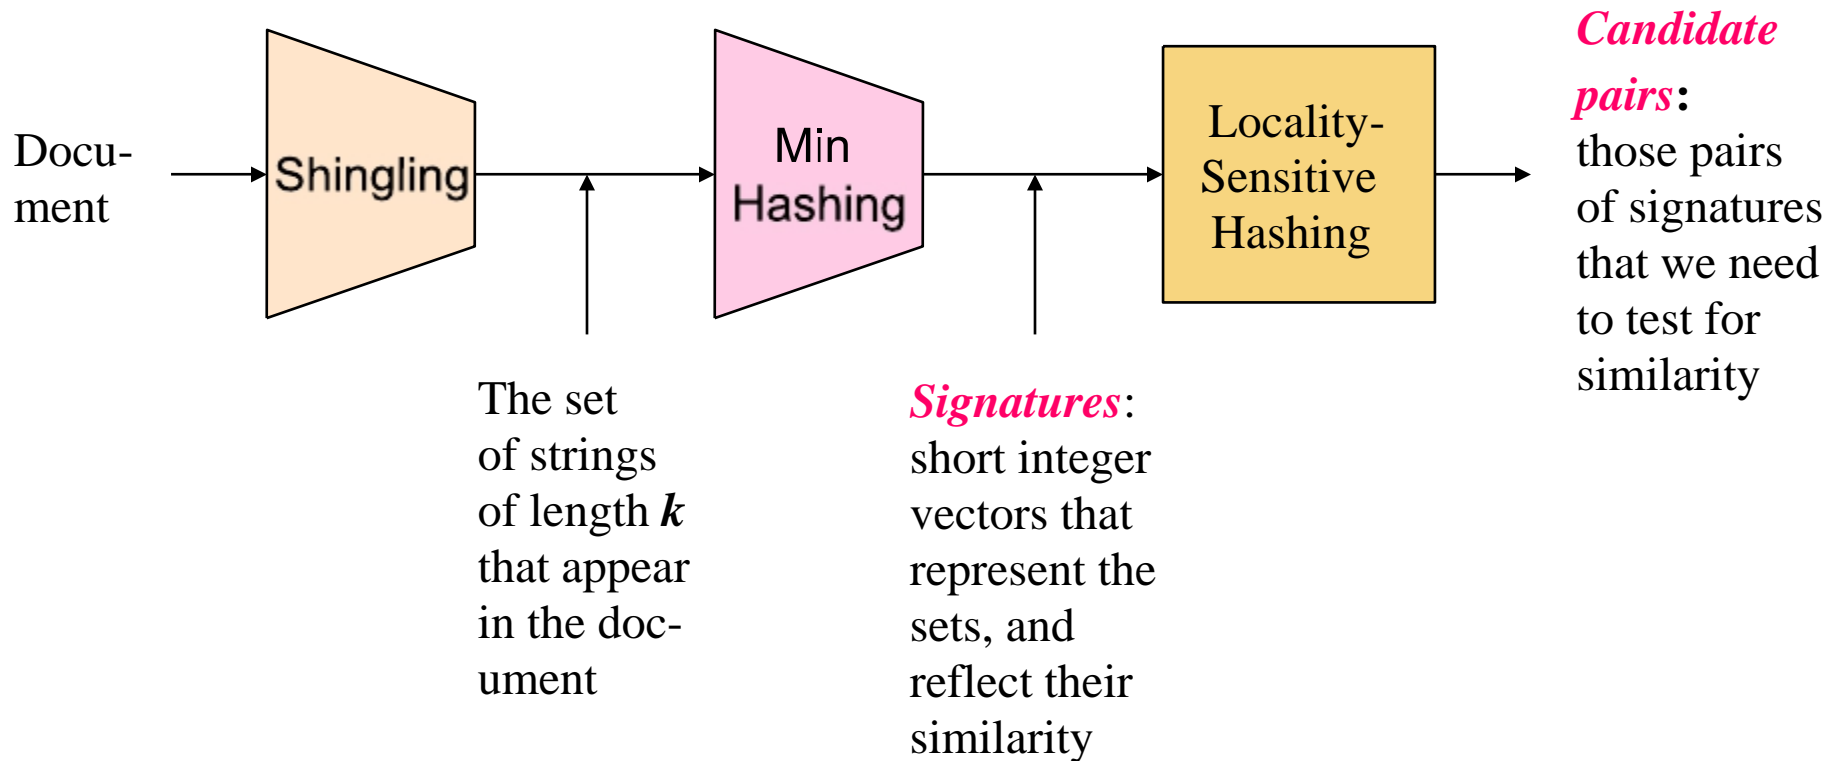 Docu-
ment
Shingling
The set
of strings
of length k
that appear
in the doc-
ument
Min
Hashing
Signatures:
short integer
vectors that
represent the
sets, and
reflect their
similarity
Locality-
Sensitive
Hashing
Candidate
pairs:
those pairs
of signatures
that we need
to test for
similarity